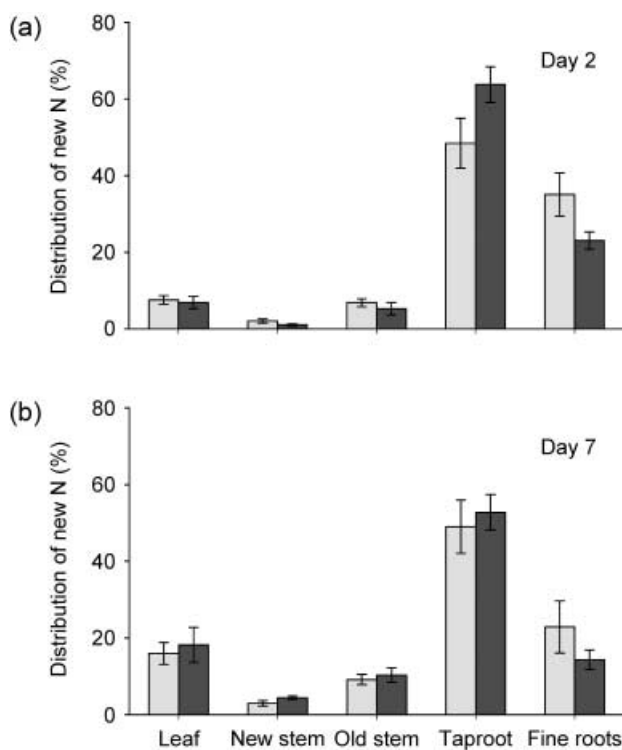 (a)
Distribution of new N (%)
80
60
40
20
0
Day 2
(b)
Distribution of new N (%)
80
60
40
20
0
Day 7
Leaf New stem Old stem Taproot Fine roots